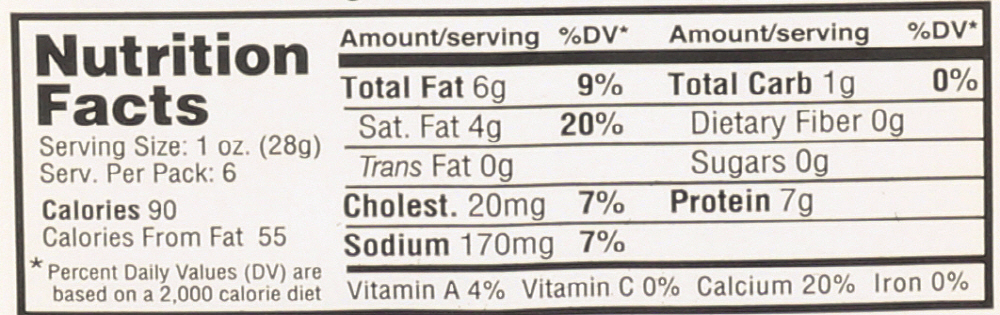 Nutrition
Facts
Serving Size: 1 oz. (28g)
Serv. Per Pack: 6
Calories 90
Calories From Fat 55
* Percent Daily Values (DV) are
based on a 2,000 calorie diet
Amount/serving %DV* Amount/serving %DV*
Total Fat 6g 9% Total Carb 1g 0%
Sat. Fat 4g 20% Dietary Fiber 0g
Trans Fat 0g Sugars 0g
Cholest. 20mg 7% Protein 7g
Sodium 170mg 7%
Vitamin A 4% Vitamin C 0% Calcium 20% Iron 0%